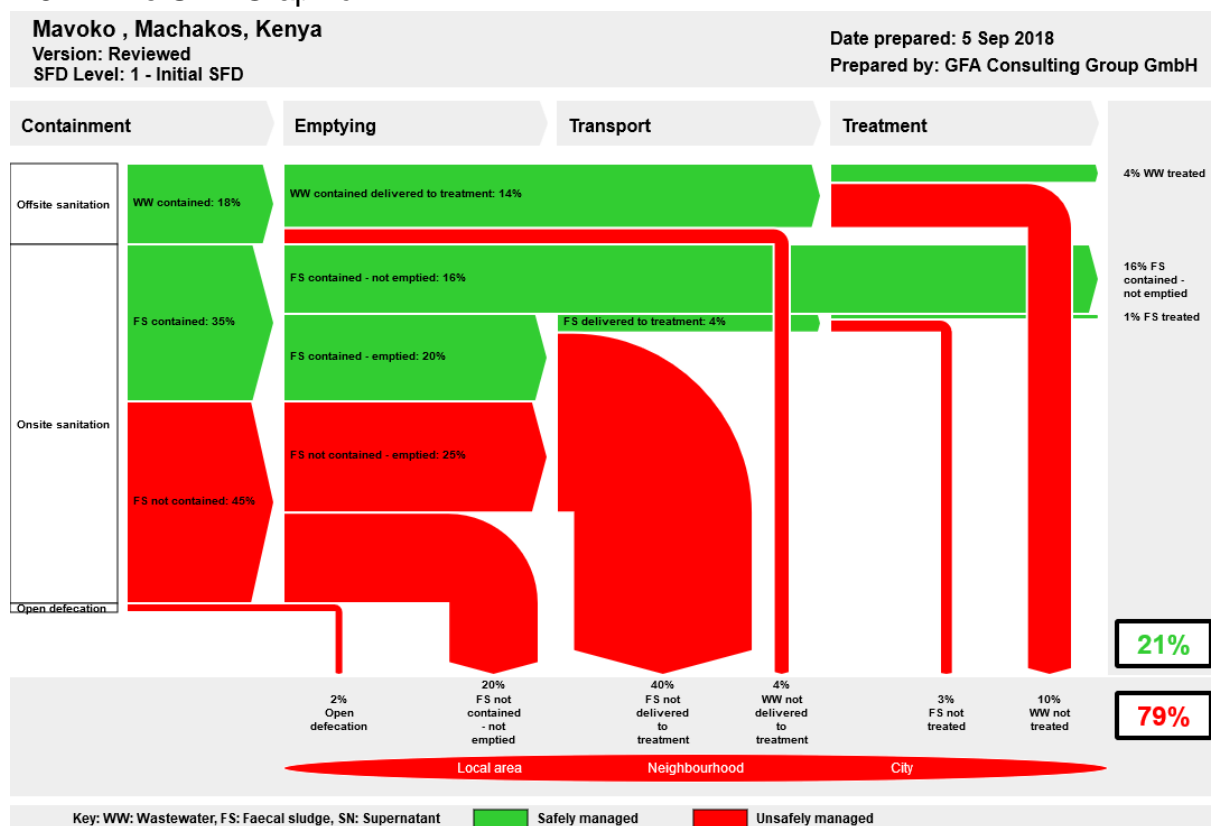 Mavoko , Machakos, Kenya
Version: Reviewed
SFD Level: 1 - Initial SFD
Date prepared: 5 Sep 2018
Prepared by: GFA Consulting Group GmbH
Containment
Emptying
Transport
Treatment
Offsite sanitation
WW contained: 18%
WW contained delivered to treatment: 14%
4% WW treated
FS contained - not emptied: 16%
16% FS
contained -
not emptied
Onsite sanitation
FS contained: 35%
FS delivered to treatment: 4%
1% FS treated
FS contained - emptied: 20%
FS not contained - emptied: 25%
FS not contained: 45%
Open defecation
21%
2%
Open
defecation
20%
FS not
contained
- not
emptied
40%
FS not
delivered
to
treatment
4%
WW not
delivered
to
treatment
3%
FS not
treated
10%
WW not
treated
79%
Local area
Neighbourhood
City
Key: WW: Wastewater, FS: Faecal sludge, SN: Supernatant
Safely managed
Unsafely managed